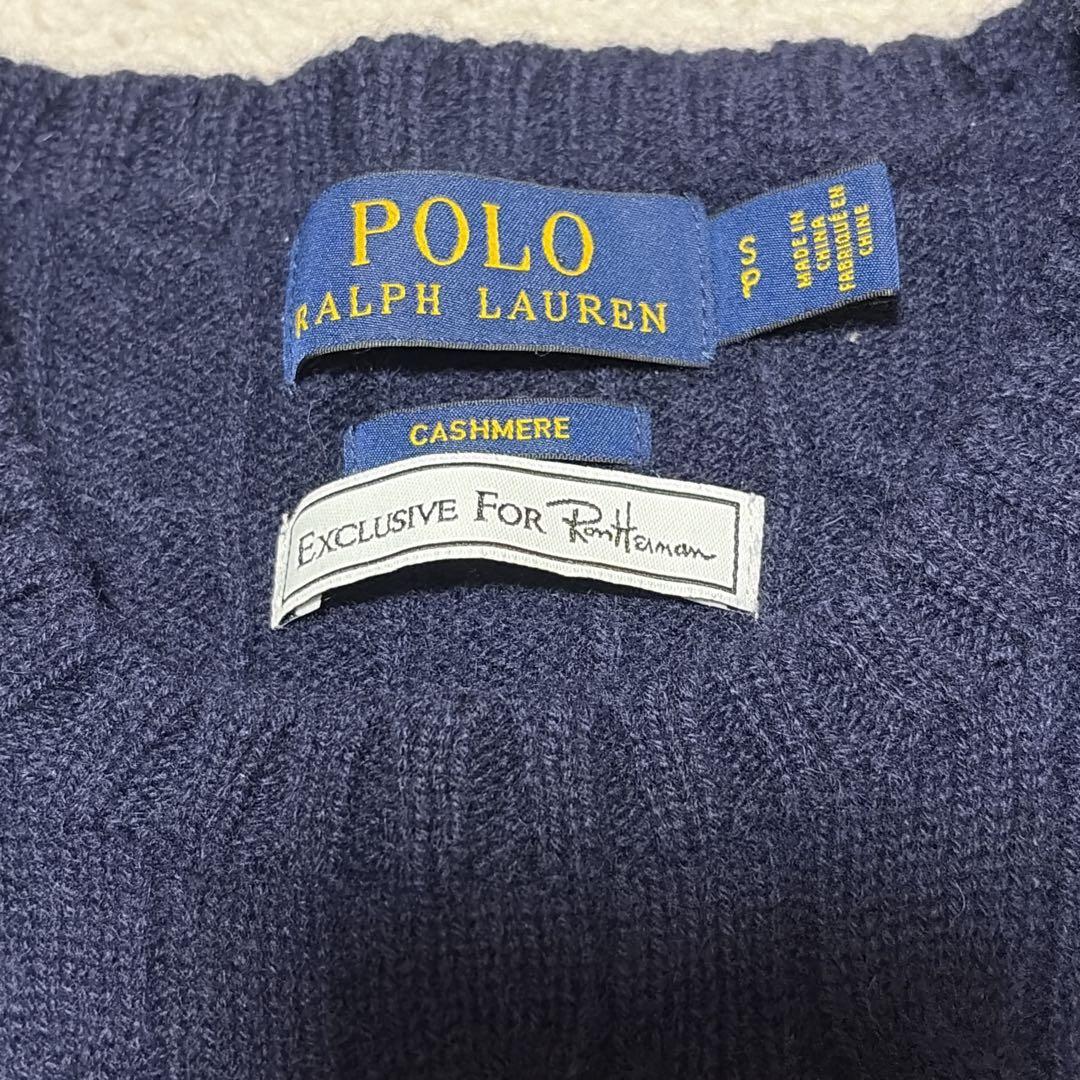 POLO
RALPH LAUREN
S
P
MADE IN
CHINA
FABRIQUÉ EN
CHINE
CASHMERE
EXCLUSIVE FOR RonHerman